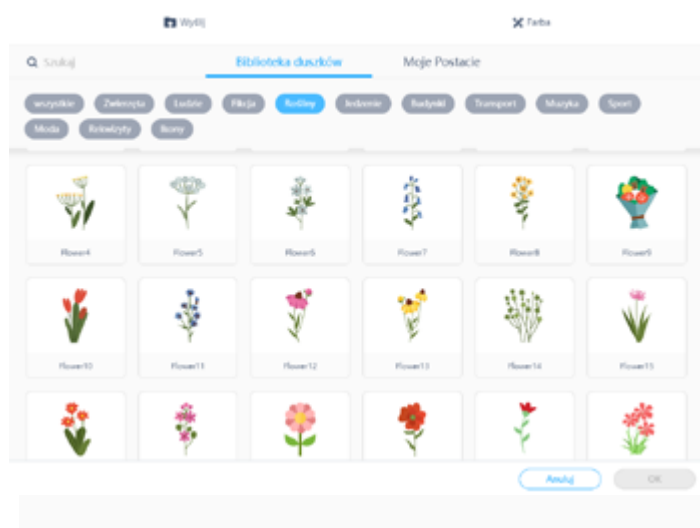 Wyślij Farba
Szukaj Biblioteka duszków Moje Postacie
wszystkie Zwierzęta Ludzie Fikcja Rośliny Jedzenie Budynki Transport Muzyka Sport
Moda Rekwizyty Ikony
Flower4 Flower5 Flower6 Flower7 Flower8 Flower9
Flower10 Flower11 Flower12 Flower13 Flower14 Flower15
Anuluj OK